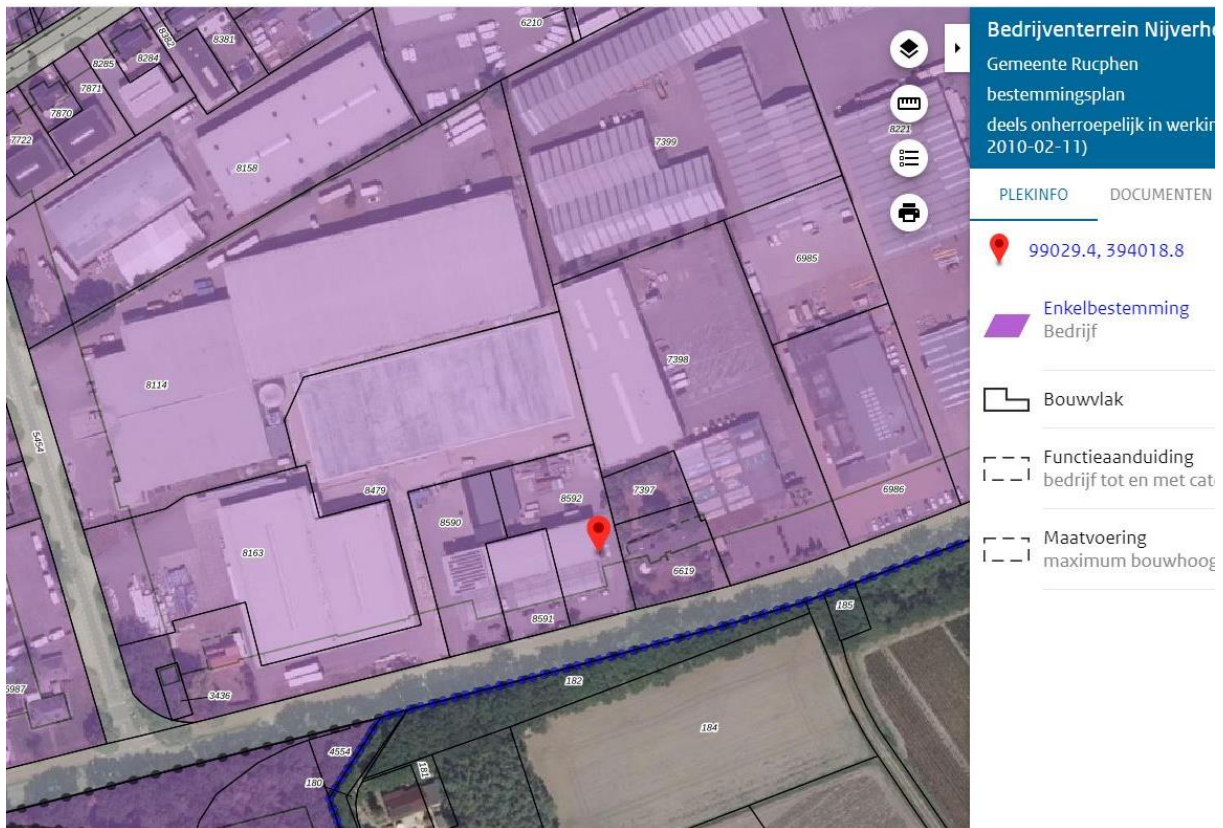 6210
8382
8381
8284
8285
7871
7870
7722
8158
7399
8221
6985
8114
7398
5454
8479
8592
7397
8590
6986
8163
6619
8591
185
3436
182
184
4554
180
181
Bedrijventerrein Nijverhe
Gemeente Rucphen
bestemmingsplan
deels onherroepelijk in werkin
2010-02-11)
PLEKINFO DOCUMENTEN
99029.4, 394018.8
Enkelbestemming
Bedrijf
Bouwvlak
Functieaanduiding
bedrijf tot en met cate
Maatvoering
maximum bouwhoog